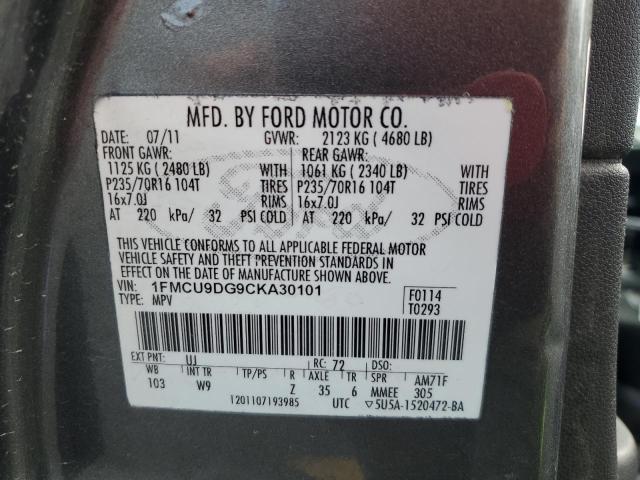 MFD. BY FORD MOTOR CO.
DATE: 07/11 GVWR: 2123 KG ( 4680 LB)
FRONT GAWR: REAR GAWR:
1125 KG ( 2480 LB) WITH 1061 KG ( 2340 LB) WITH
P235/70R16 104T TIRES P235/70R16 104T TIRES
16x7.0J RIMS 16x7.0J RIMS
AT 220 kPa/ 32 PSI COLD AT 220 kPa/ 32 PSI COLD
THIS VEHICLE CONFORMS TO ALL APPLICABLE FEDERAL MOTOR
VEHICLE SAFETY AND THEFT PREVENTION STANDARDS IN
EFFECT ON THE DATE OF MANUFACTURE SHOWN ABOVE.
VIN: 1FMCU9DG9CKA30101 F0114
TYPE: MPV T0293
EXT PNT: UJ RC: 72 DSO:
WB INT TR TP/PS R AXLE TR SPR AM71F
103 W9 Z 35 6 MMEE 305
1201107193985 UTC ▽5U5A-1520472-BA
Ford